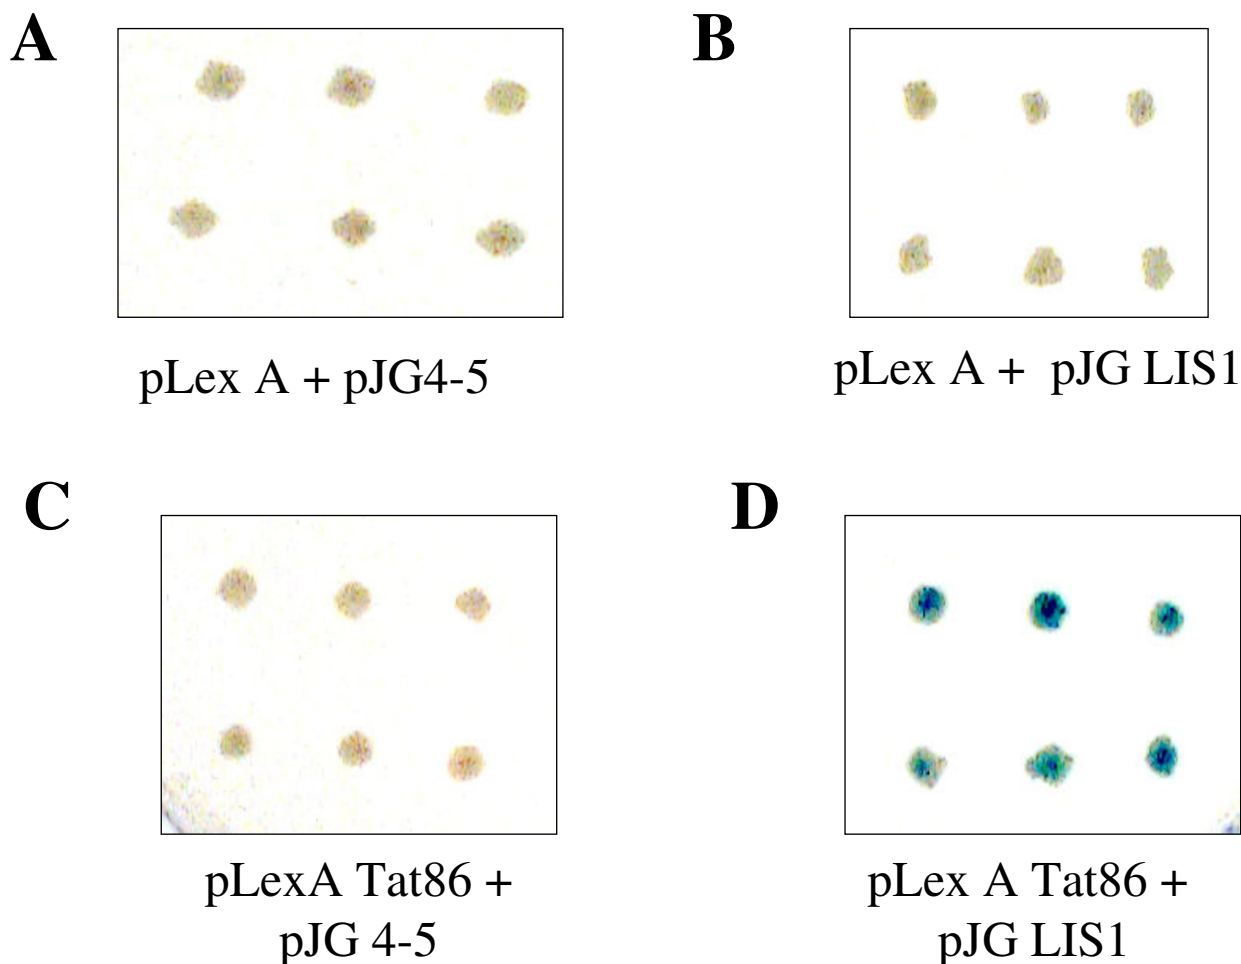 A
B
pLex A + pJG4-5
pLex A + pJG LIS1
C
D
pLexA Tat86 +
pJG 4-5
pLex A Tat86 +
pJG LIS1